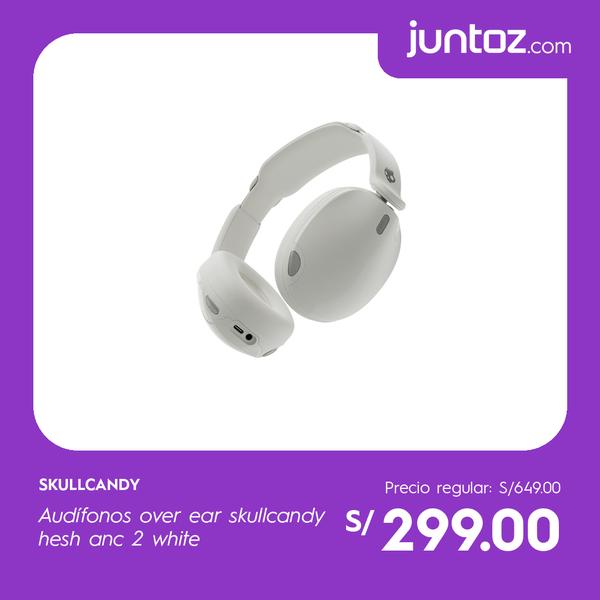 juntoz.com
SKULLCANDY
Audífonos over ear skullcandy
hesh anc 2 white
Precio regular: S/649.00
S/299.00